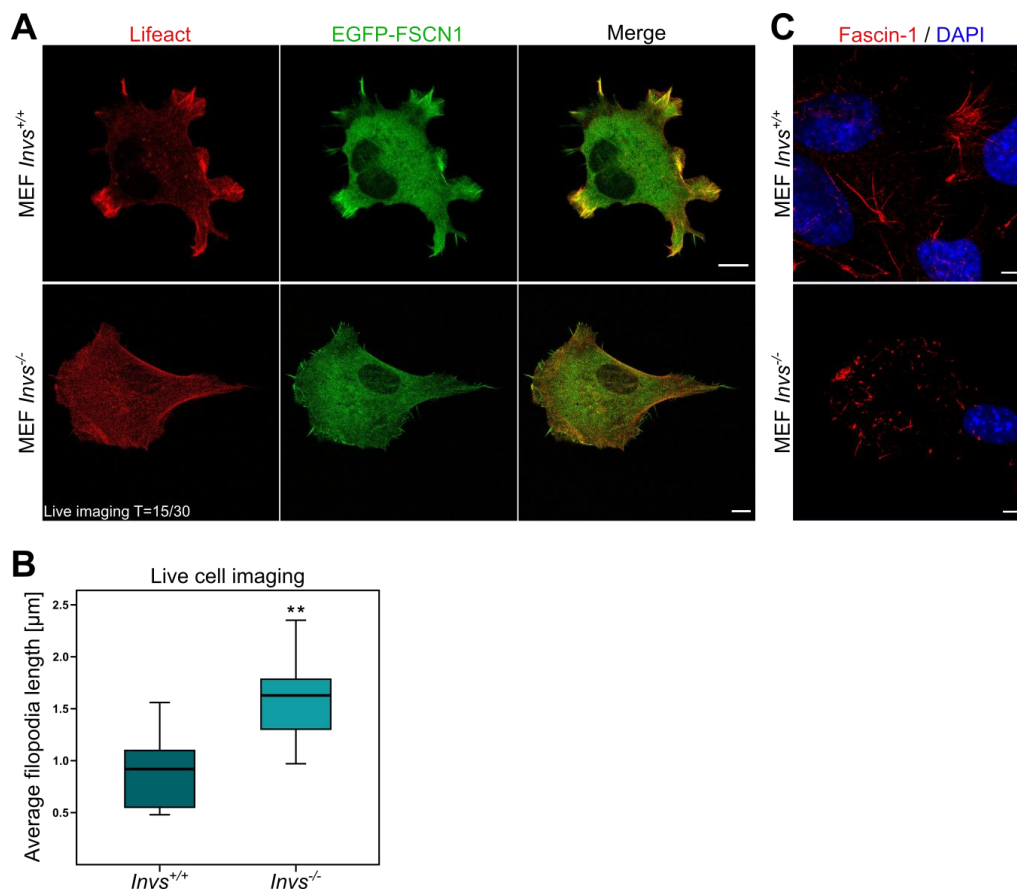 A
Lifeact
EGFP-FSCN1
Merge
MEF Invs+/+
MEF Invs-/-
Live imaging T=15/30
C
Fascin-1 / DAPI
MEF Invs+/+
MEF Invs-/-
B
Live cell imaging
Average filopodia length [µm]
2.5
2.0
1.5
1.0
0.5
**
Invs+/+
Invs-/-